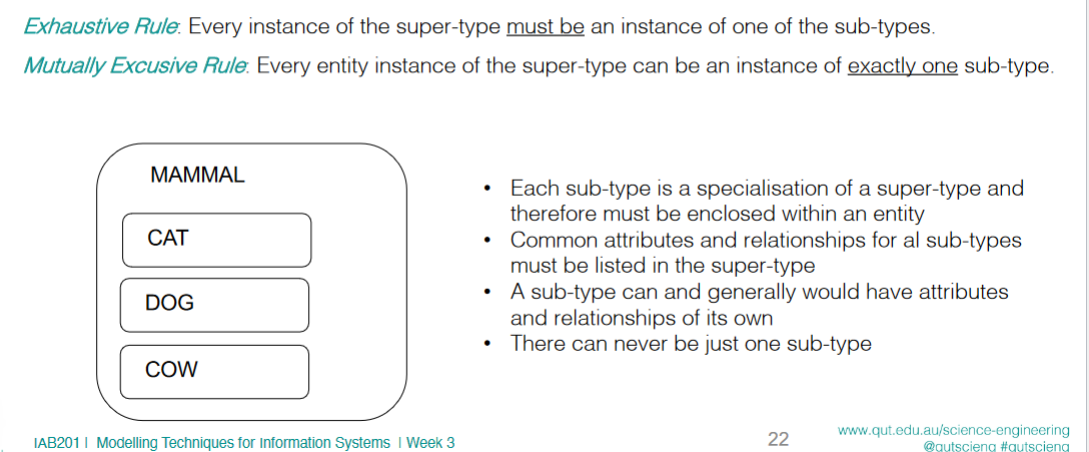 Exhaustive Rule: Every instance of the super-type must be an instance of one of the sub-types.
Mutually Excusive Rule: Every entity instance of the super-type can be an instance of exactly one sub-type.
MAMMAL
CAT
DOG
COW
• Each sub-type is a specialisation of a super-type and
therefore must be enclosed within an entity
• Common attributes and relationships for al sub-types
must be listed in the super-type
• A sub-type can and generally would have attributes
and relationships of its own
• There can never be just one sub-type
IAB201 | Modelling Techniques for Information Systems | Week 3
22
www.qut.edu.au/science-engineering
@qutscieng #qutscieng